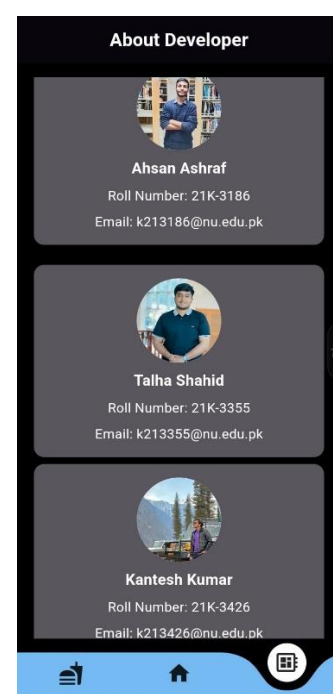 About Developer
Ahsan Ashraf
Roll Number: 21K-3186
Email: k213186@nu.edu.pk
Talha Shahid
Roll Number: 21K-3355
Email: k213355@nu.edu.pk
Kantesh Kumar
Roll Number: 21K-3426
Email: k213426@nu.edu.pk